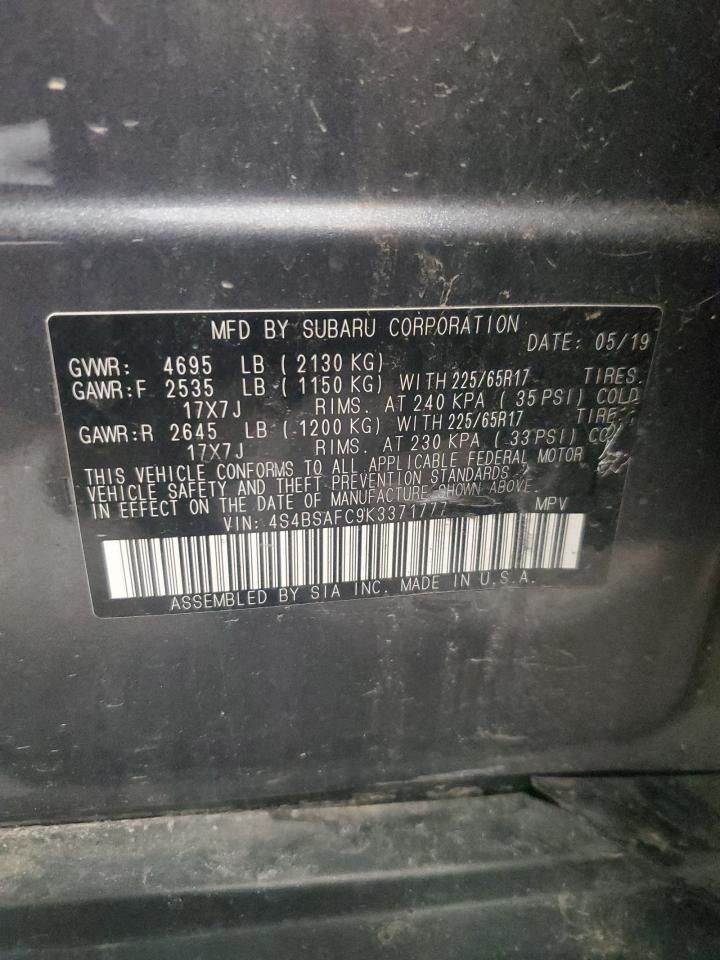 MFD BY SUBARU CORPORATION DATE: 05/19
GVWR: 4695 LB ( 2130 KG)
GAWR:F 2535 LB ( 1150 KG) WITH 225/65R17 TIRES.
17X7J RIMS. AT 240 KPA ( 35 PSI) COLD
GAWR:R 2645 LB ( 1200 KG) WITH 225/65R17
17X7J RIMS. AT 230 KPA ( 33 PSI)
THIS VEHICLE CONFORMS TO ALL APPLICABLE FEDERAL MOTOR
VEHICLE SAFETY AND THEFT PREVENTION STANDARDS
IN EFFECT ON THE DATE OF MANUFACTURE SHOWN ABOVE.
VIN: 4S4BSAFC9K3371777 MPV
ASSEMBLED BY SIA INC. MADE IN U.S.A.